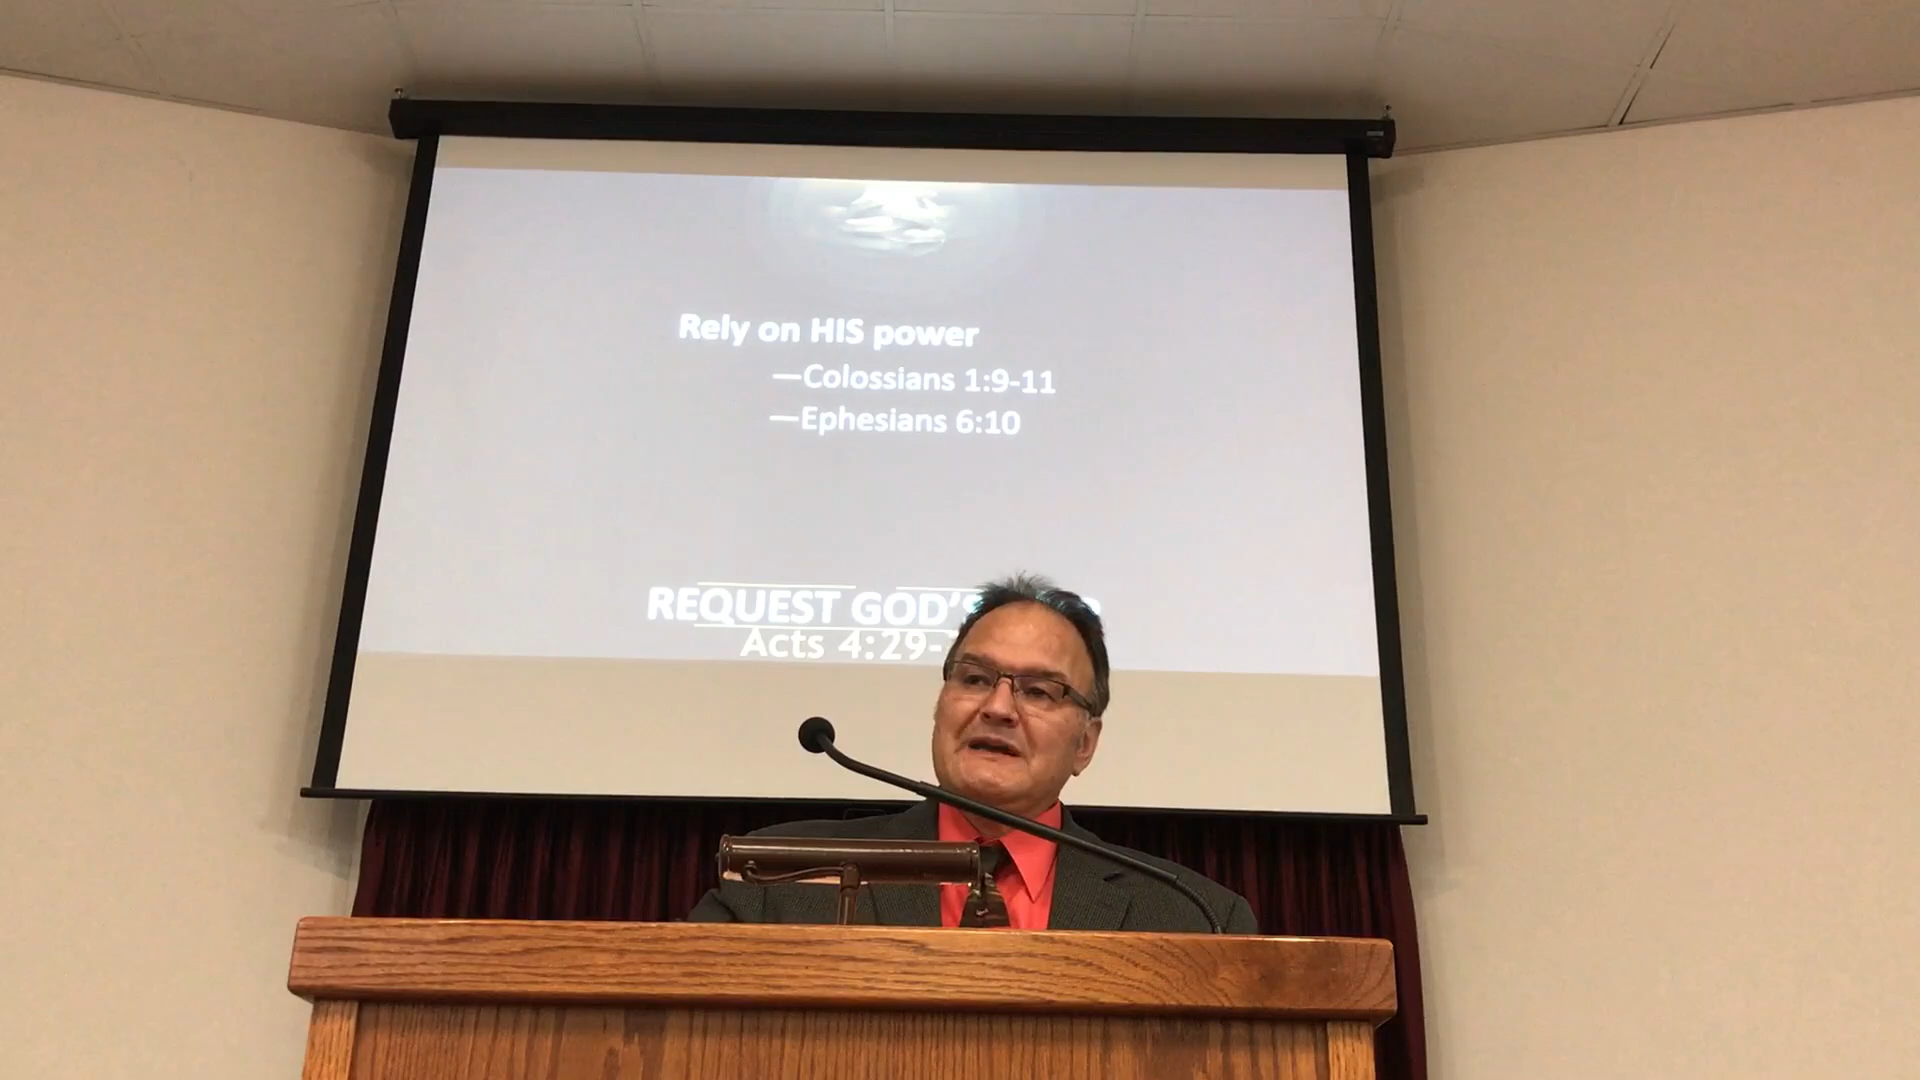 Rely on HIS power
—Colossians 1:9-11
—Ephesians 6:10
REQUEST GOD'S
Acts 4:29-